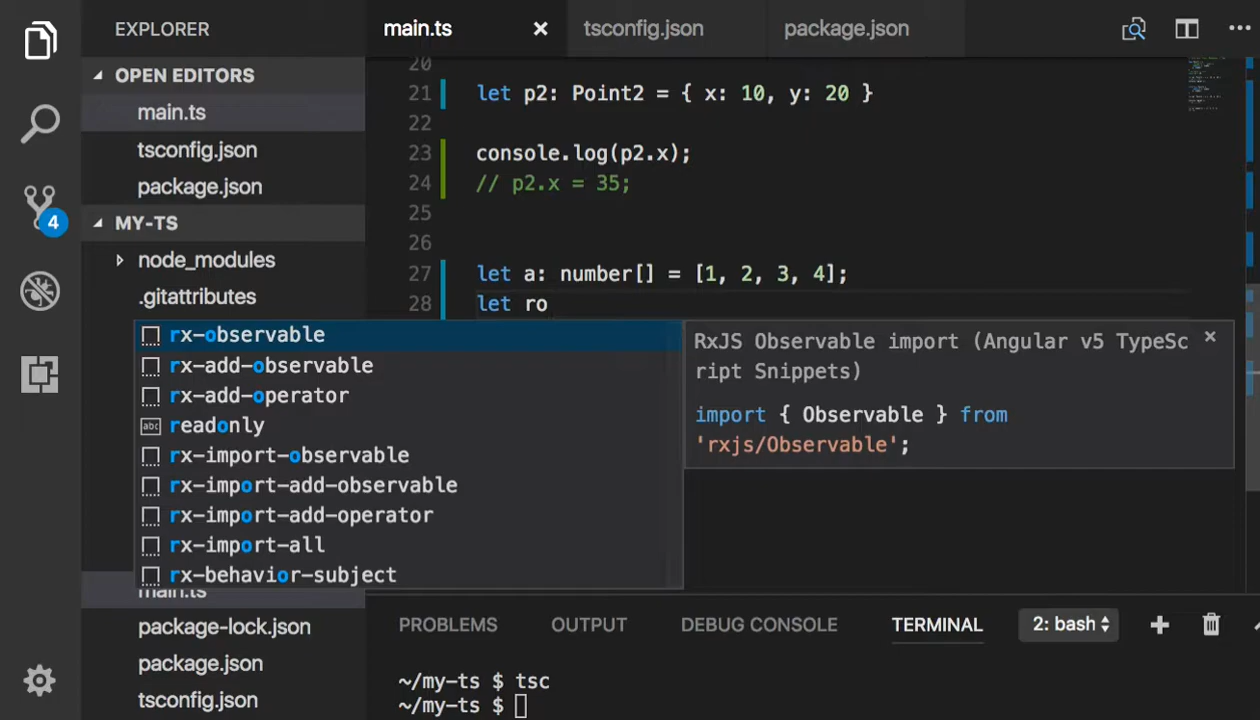 EXPLORER
OPEN EDITORS
main.ts
tsconfig.json
package.json
4
MY-TS
node_modules
.gitattributes
main.ts
package-lock.json
package.json
tsconfig.json
main.ts
tsconfig.json
package.json
20
21 let p2: Point2 = { x: 10, y: 20 }
22
23 console.log(p2.x);
24 // p2.x = 35;
25
26
27 let a: number[] = [1, 2, 3, 4];
28 let ro
rx-observable
rx-add-observable
rx-add-operator
abc readonly
rx-import-observable
rx-import-add-observable
rx-import-add-operator
rx-import-all
rx-behavior-subject
RxJS Observable import (Angular v5 TypeSc
ript Snippets)
import { Observable } from
'rxjs/Observable';
PROBLEMS OUTPUT DEBUG CONSOLE TERMINAL 2: bash
~/my-ts $ tsc
~/my-ts $